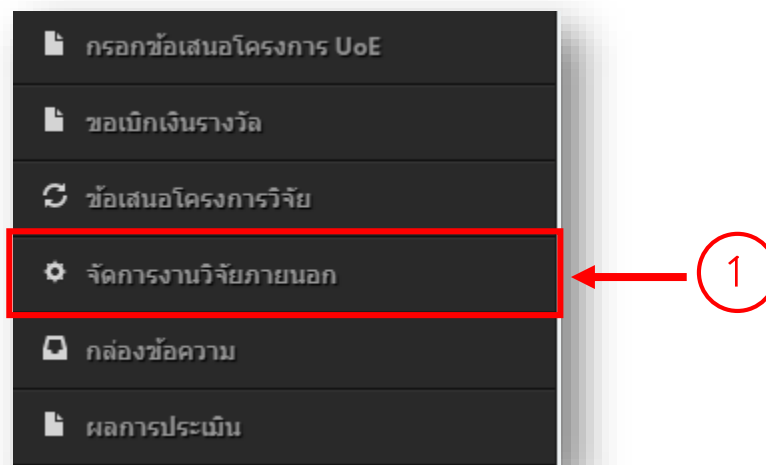 กรอกข้อเสนอโครงการ UoE
ขอเบิกเงินรางวัล
ข้อเสนอโครงการวิจัย
จัดการงานวิจัยภายนอก
1
กล่องข้อความ
ผลการประเมิน